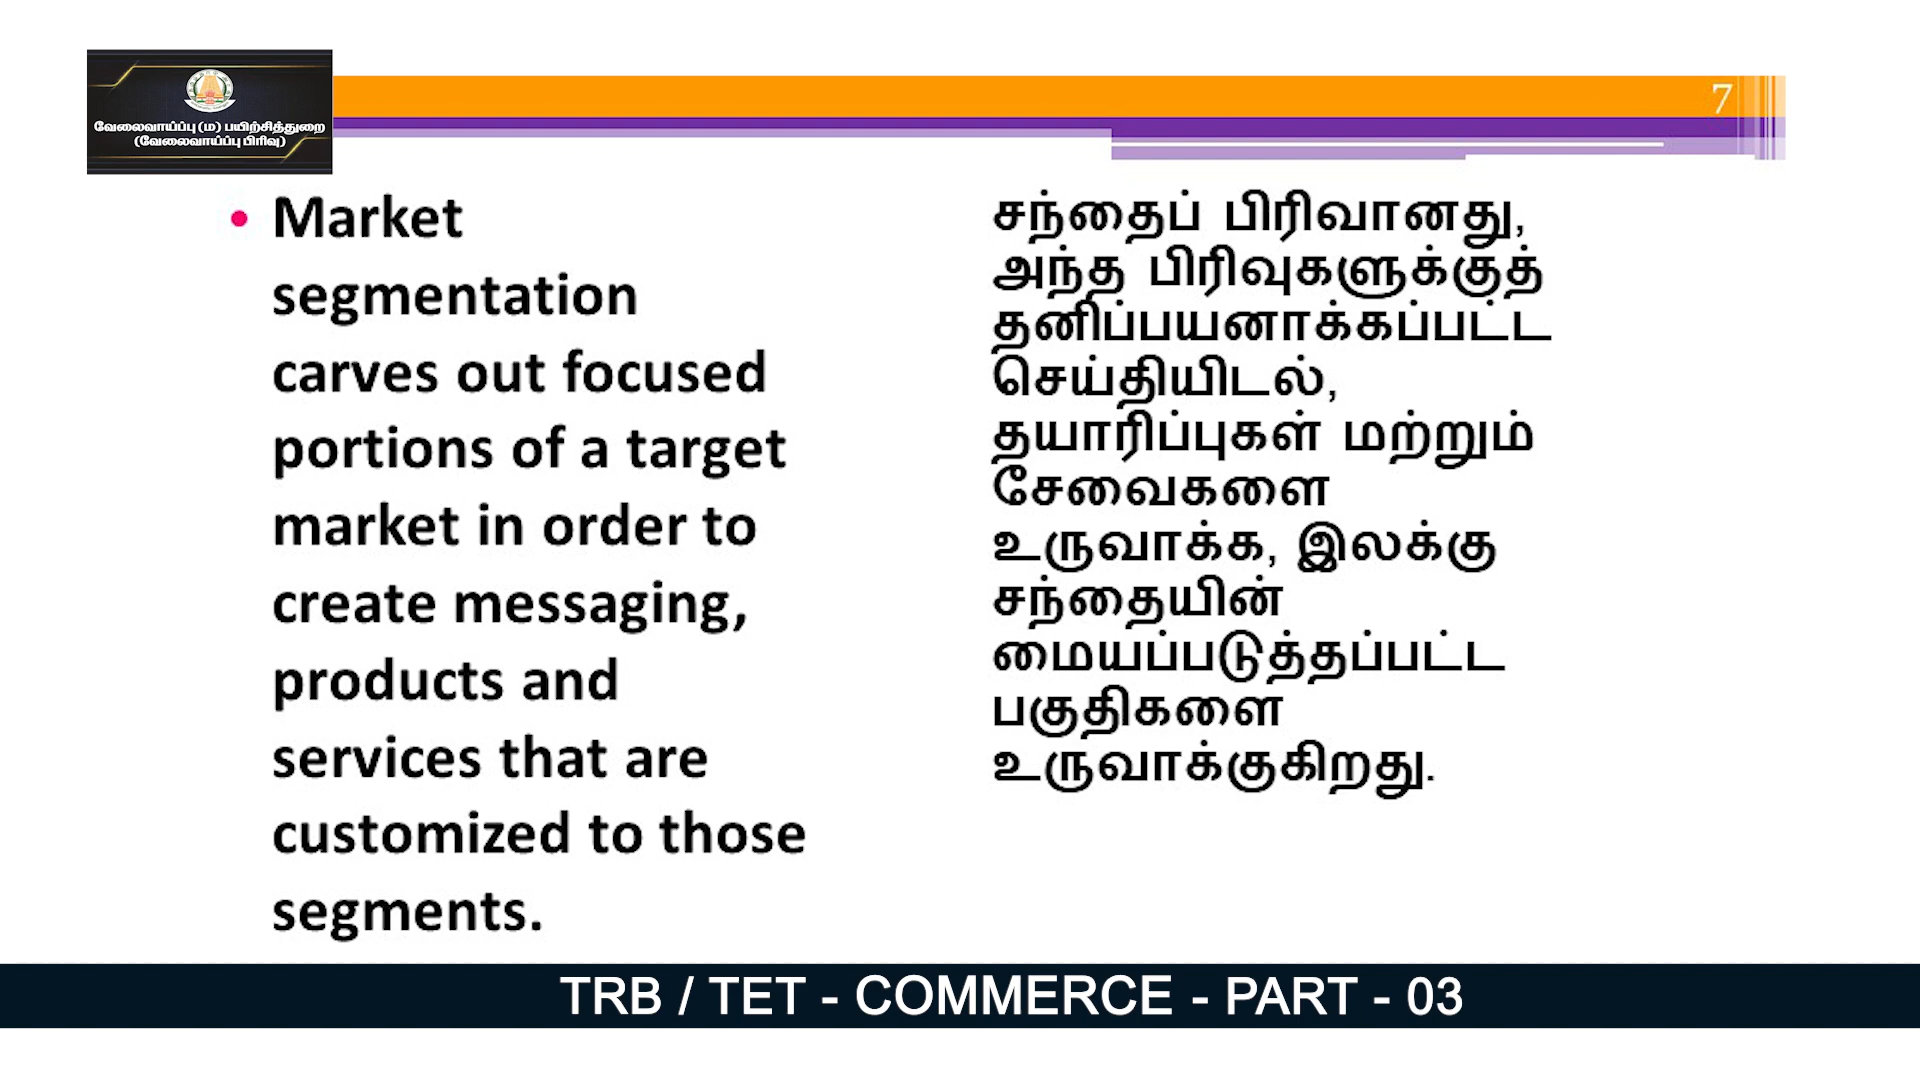 வேலைவாய்ப்பு (ம) பயிற்சித்துறை
(வேலைவாய்ப்பு பிரிவு)
7
• Market
segmentation
carves out focused
portions of a target
market in order to
create messaging,
products and
services that are
customized to those
segments.
சந்தைப் பிரிவானது,
அந்த பிரிவுகளுக்குத்
தனிப்பயனாக்கப்பட்ட
செய்தியிடல்,
தயாரிப்புகள் மற்றும்
சேவைகளை
உருவாக்க, இலக்கு
சந்தையின்
மையப்படுத்தப்பட்ட
பகுதிகளை
உருவாக்குகிறது.
TRB / TET - COMMERCE - PART - 03